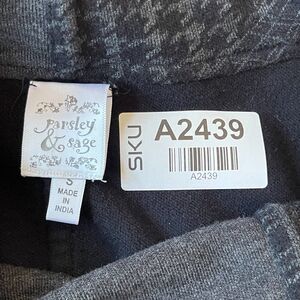 parsley
& sage
S
MADE
IN
INDIA
SKU
A2439
A2439